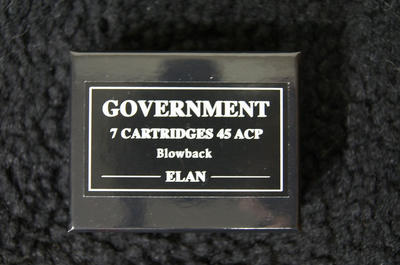 GOVERNMENT
7 CARTRIDGES 45 ACP
Blowback
ELAN